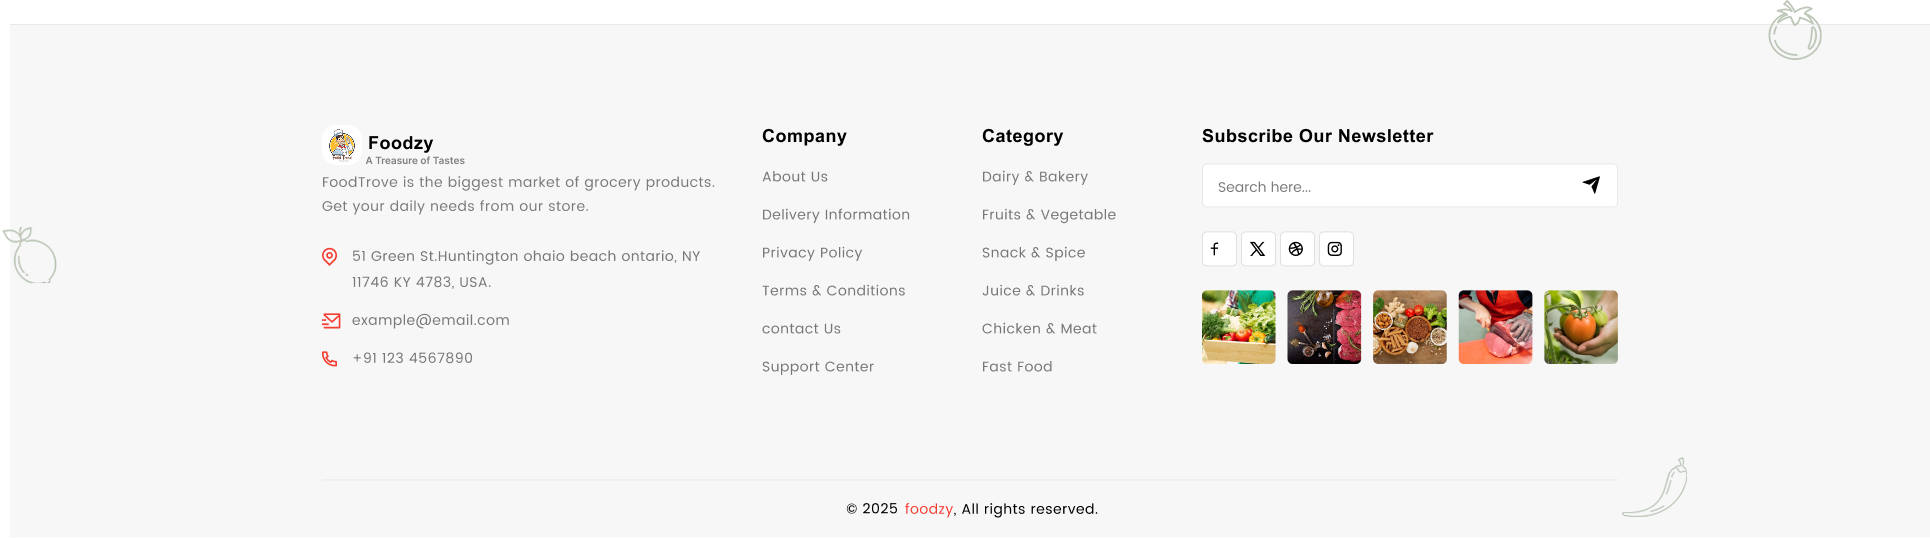 Foodzy
A Treasure of Tastes
FoodTrove is the biggest market of grocery products.
Get your daily needs from our store.
51 Green St.Huntington ohaio beach ontario, NY
11746 KY 4783, USA.
example@email.com
+91 123 4567890
Company
About Us
Delivery Information
Privacy Policy
Terms & Conditions
contact Us
Support Center
Category
Dairy & Bakery
Fruits & Vegetable
Snack & Spice
Juice & Drinks
Chicken & Meat
Fast Food
Subscribe Our Newsletter
Search here...
© 2025 foodzy, All rights reserved.